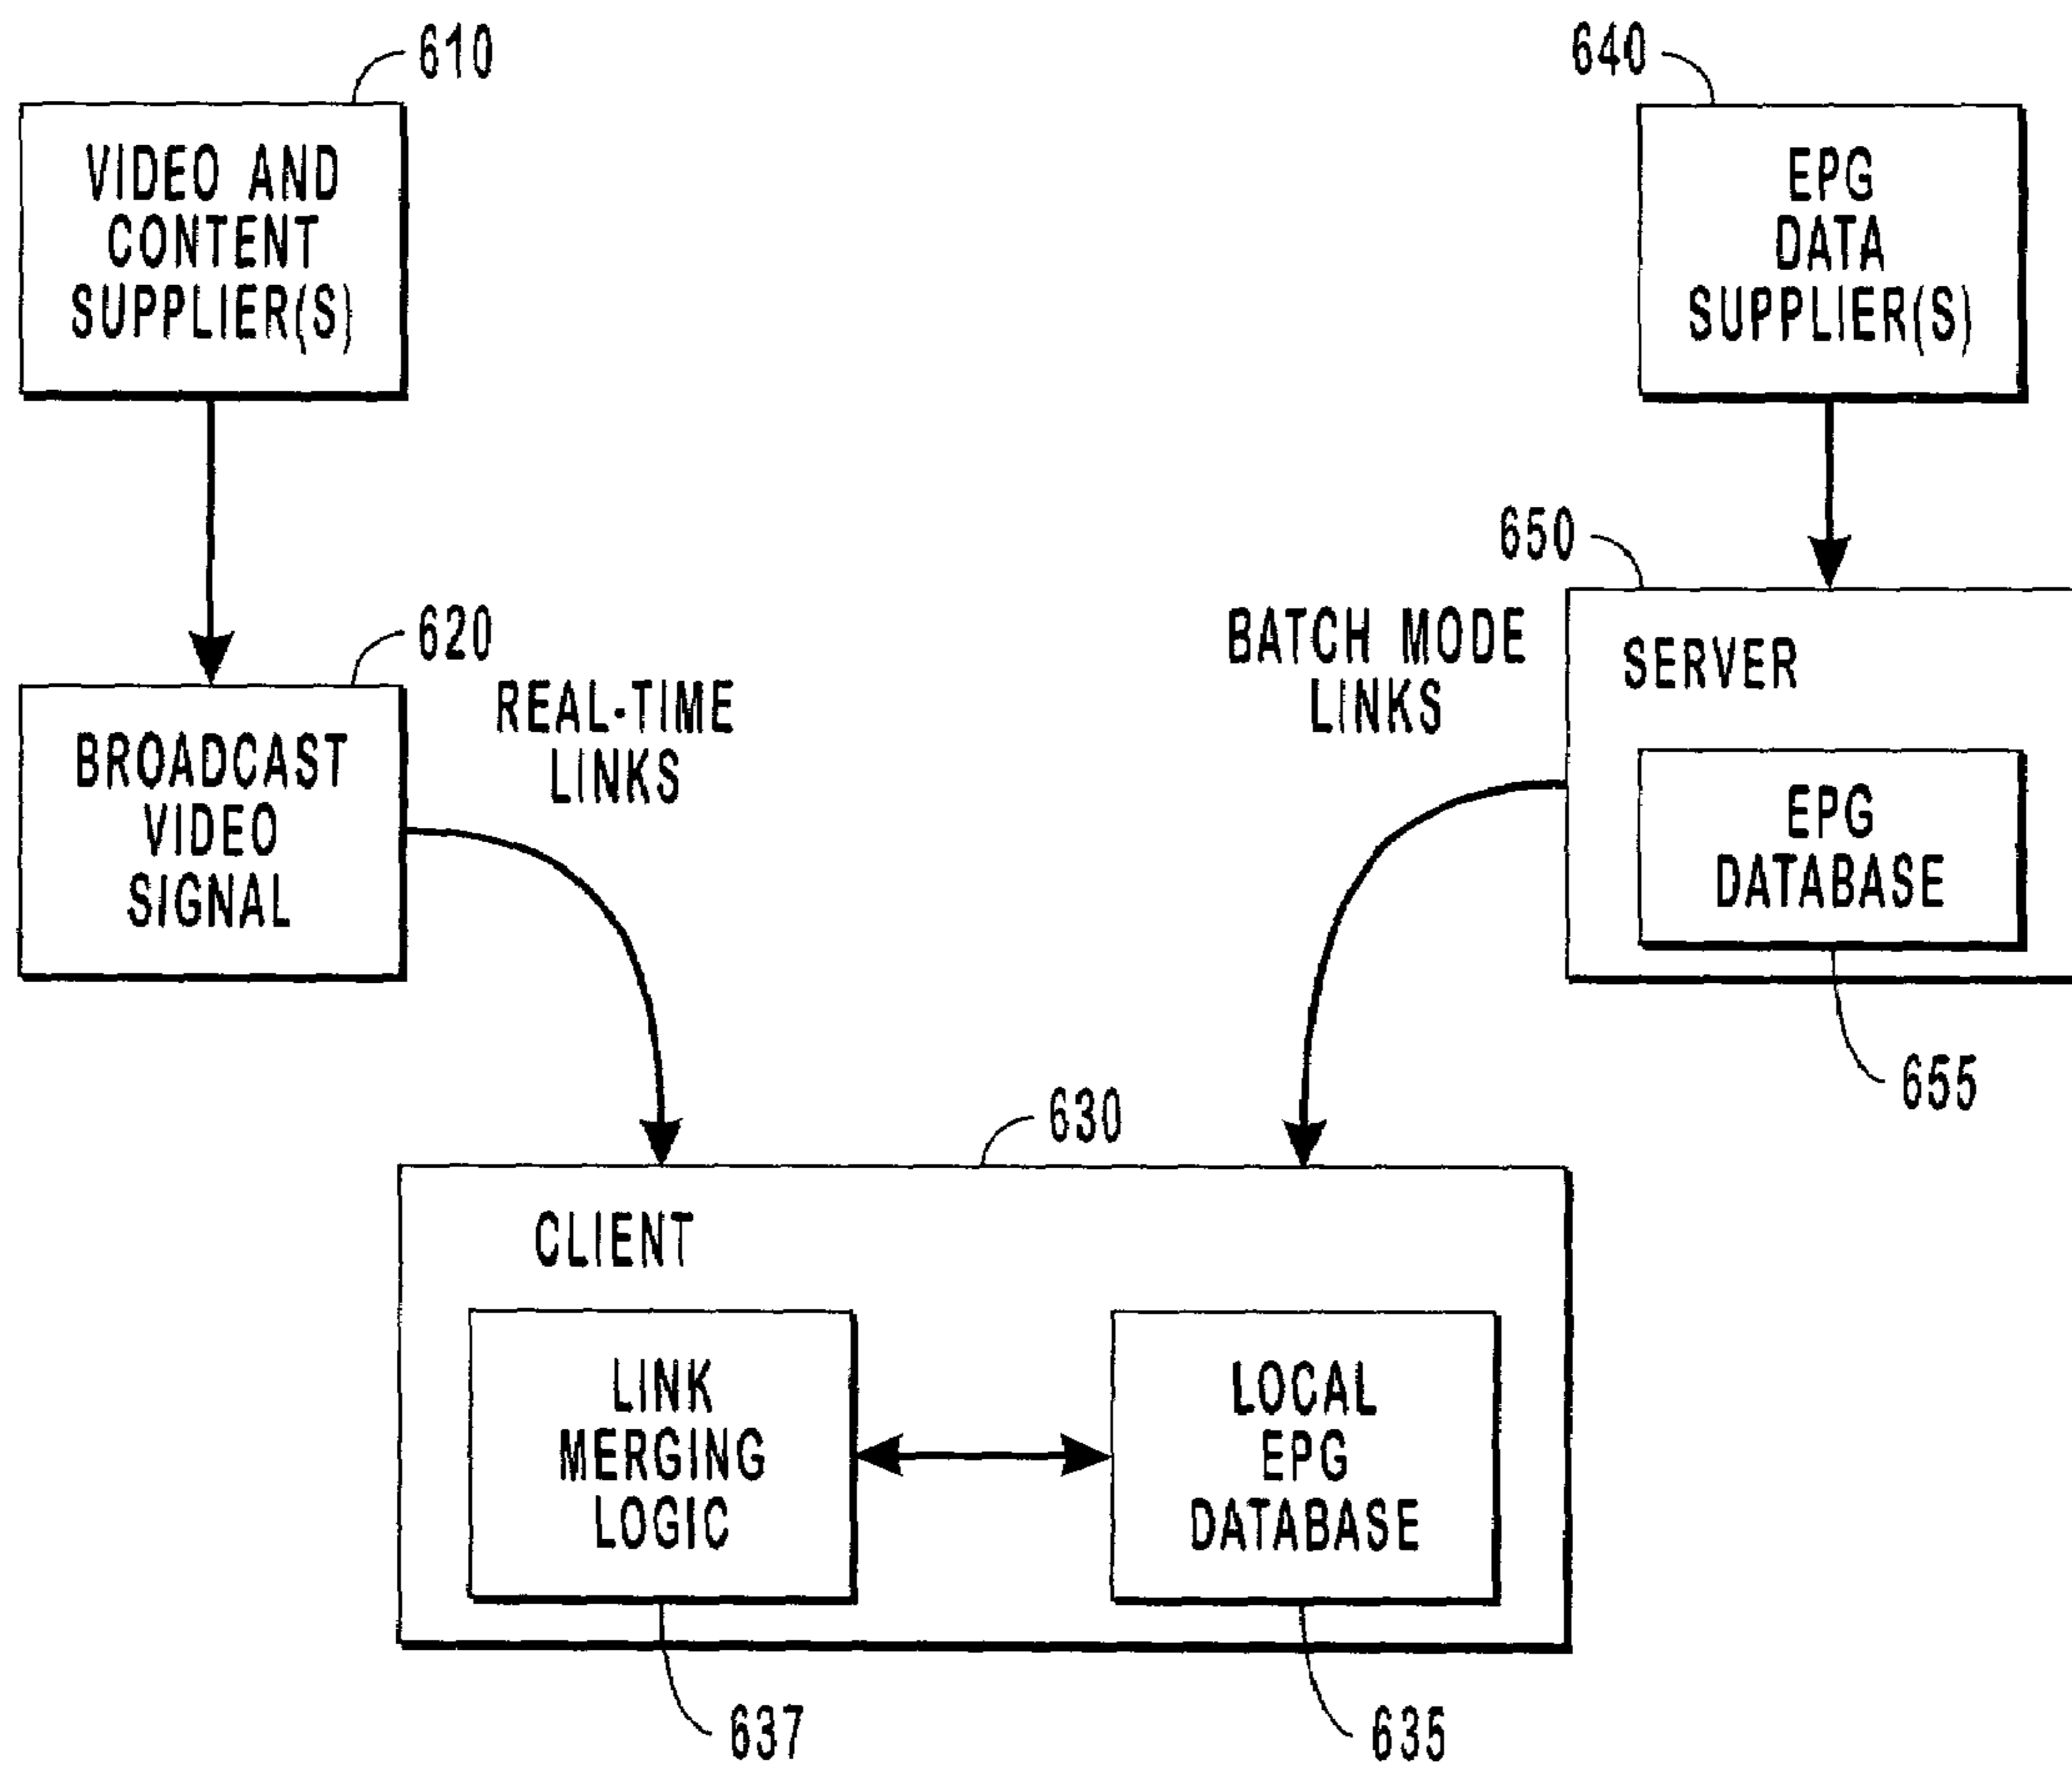 610
VIDEO AND
CONTENT
SUPPLIER(S)
640
EPG
DATA
SUPPLIER(S)
620
BROADCAST
VIDEO
SIGNAL
REAL-TIME
LINKS
BATCH MODE
LINKS
650
SERVER
EPG
DATABASE
655
630
CLIENT
LINK
MERGING
LOGIC
LOCAL
EPG
DATABASE
637
635